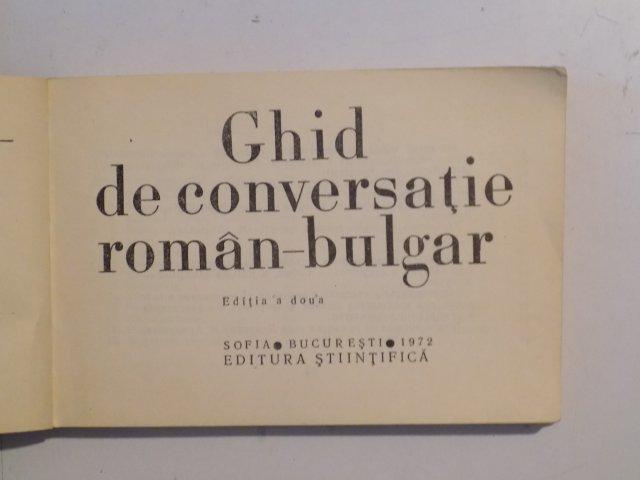 Ghid
de conversație
român-bulgar
Ediția a doua
SOFIA ● BUCUREȘTI ● 1972
EDITURA ȘTIINȚIFICĂ